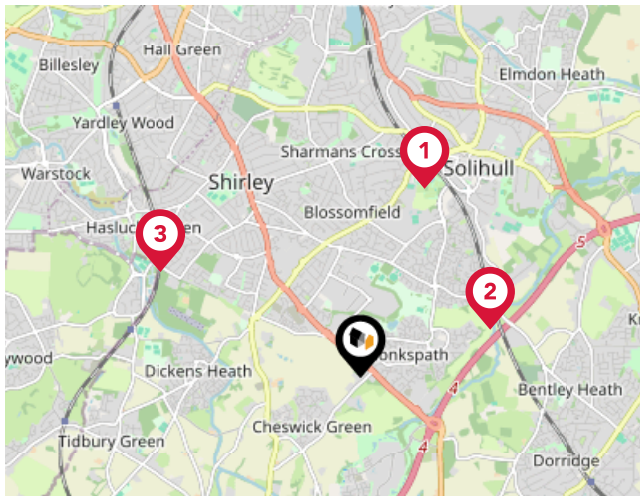 Hall Green
Billesley
Elmdon Heath
Yardley Wood
Sharmans Cross
1
Solihull
Warstock
Shirley
Blossomfield
Hasluc
en
3
5
2
onkspath
ywood
Dickens Heath
4
Bentley Heath
Cheswick Green
Tidbury Green
4
Dorridge